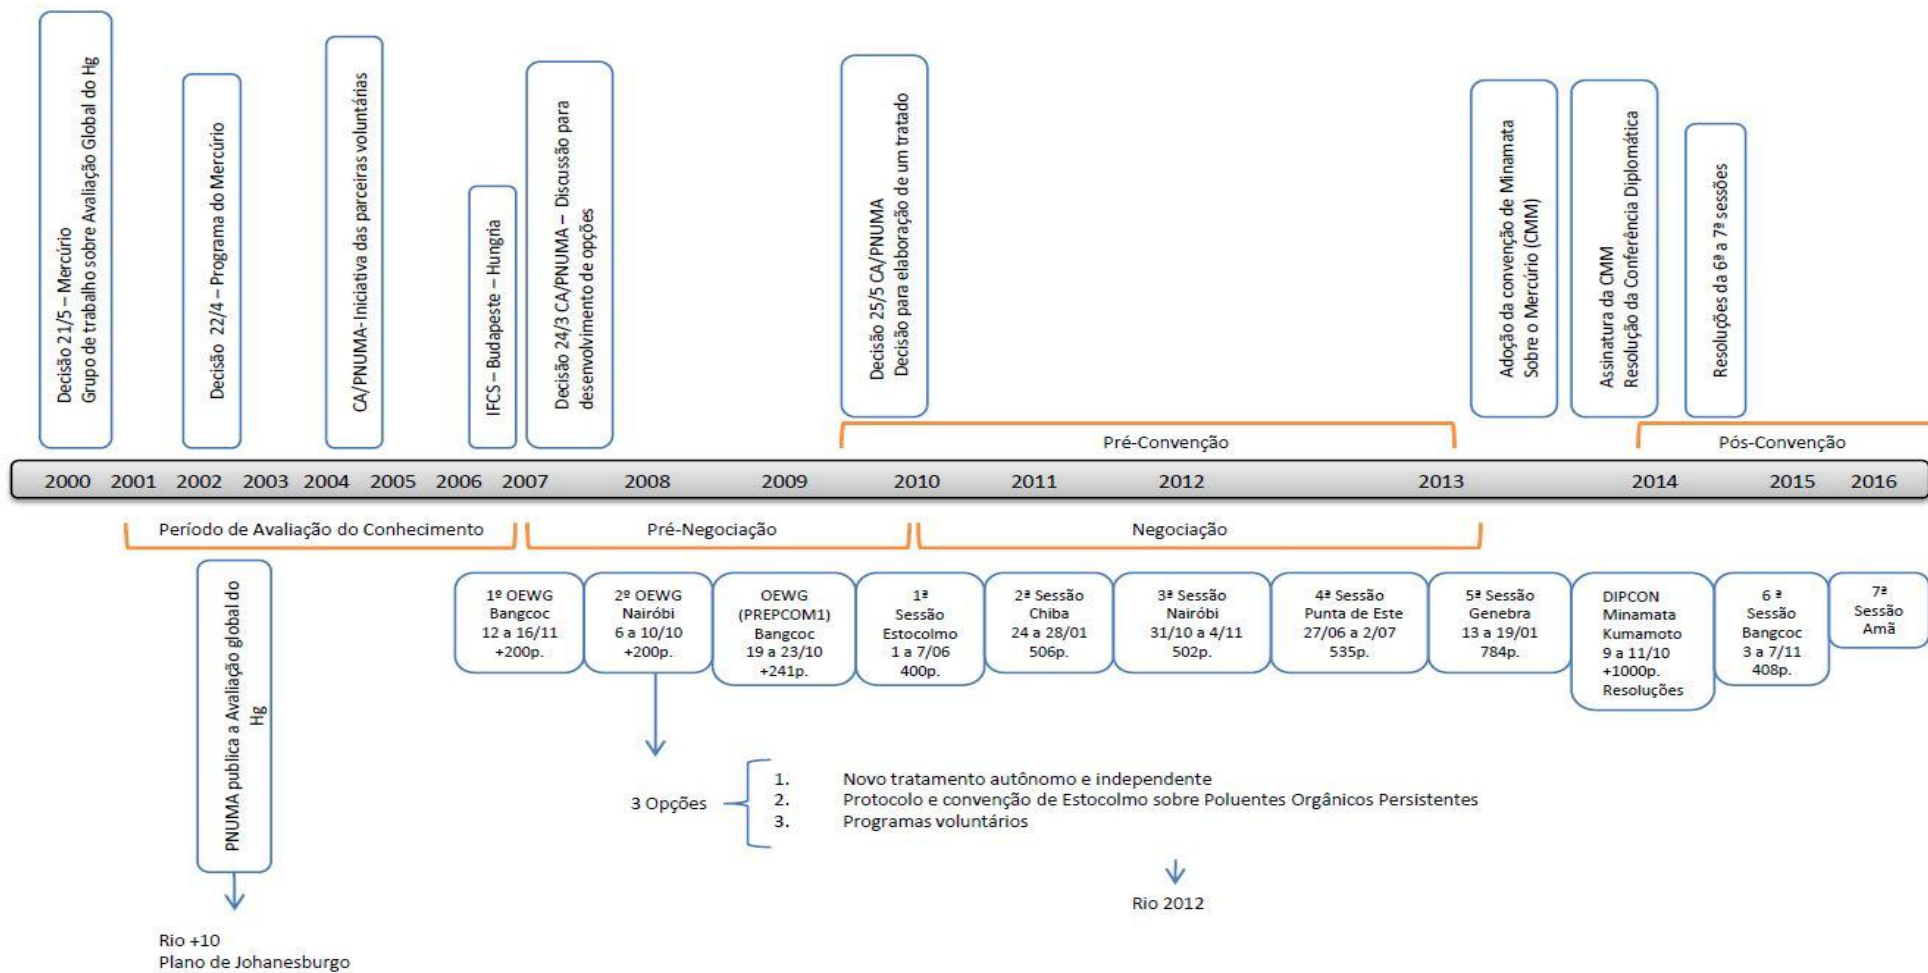 Decisão 21/5 – Mercúrio
Grupo de trabalho sobre Avaliação Global do Hg
Decisão 22/4 – Programa do Mercúrio
CA/PNUMA- Iniciativa das parceiras voluntárias
IFCS – Budapeste – Hungria
Decisão 24/3 CA/PNUMA – Discussão para
desenvolvimento de opções
Decisão 25/5 CA/PNUMA
Decisão para elaboração de um tratado
Adoção da convenção de Minamata
Sobre o Mercúrio (CMM)
Assinatura da CMM
Resolução da Conferência Diplomática
Resoluções da 6ª a 7ª sessões
Pré-Convenção
Pós-Convenção
2000 2001 2002 2003 2004 2005 2006 2007 2008 2009 2010 2011 2012 2013 2014 2015 2016
Período de Avaliação do Conhecimento
Pré-Negociação
Negociação
PNUMA publica a Avaliação global do
Hg
1º OEWG
Bangcoc
12 a 16/11
+200p.
2º OEWG
Nairóbi
6 a 10/10
+200p.
OEWG
(PREPCOM1)
Bangcoc
19 a 23/10
+241p.
1ª
Sessão
Estocolmo
1 a 7/06
400p.
2ª Sessão
Chiba
24 a 28/01
506p.
3ª Sessão
Nairóbi
31/10 a 4/11
502p.
4ª Sessão
Punta de Este
27/06 a 2/07
535p.
5ª Sessão
Genebra
13 a 19/01
784p.
DIPCON
Minamata
Kumamoto
9 a 11/10
+1000p.
Resoluções
6 ª
Sessão
Bangcoc
3 a 7/11
408p.
7ª
Sessão
Amã
3 Opções
1. Novo tratamento autônomo e independente
2. Protocolo e convenção de Estocolmo sobre Poluentes Orgânicos Persistentes
3. Programas voluntários
Rio 2012
Rio +10
Plano de Johanesburgo